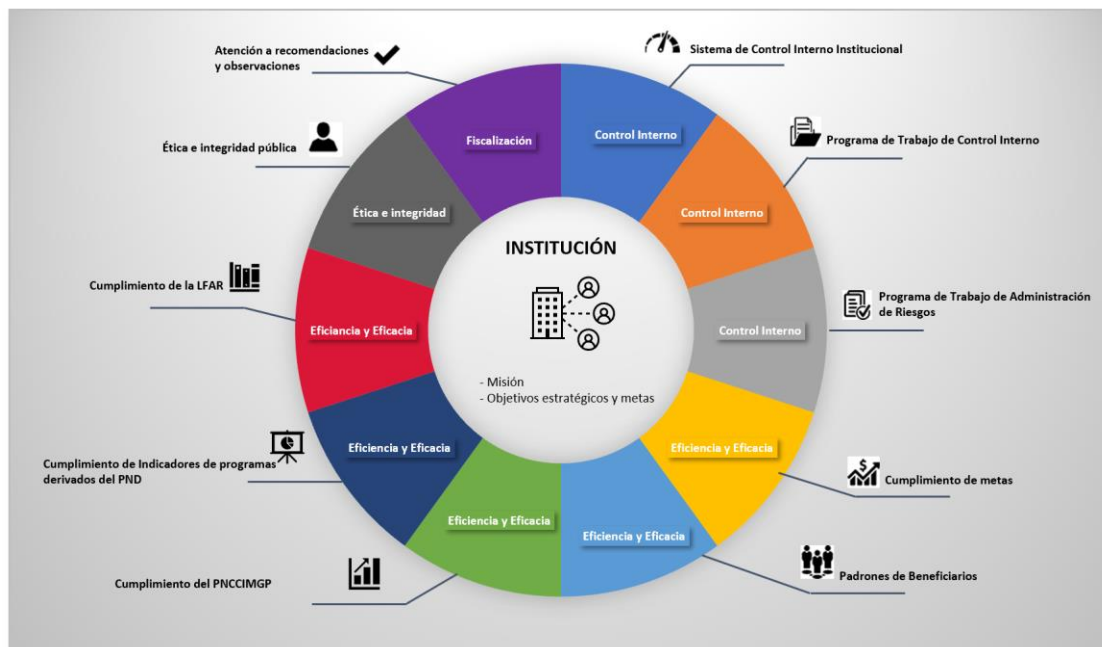 Atención a recomendaciones
y observaciones
Sistema de Control Interno Institucional
Fiscalización
Control Interno
Ética e integridad pública
Programa de Trabajo de Control Interno
Ética e integridad
Control Interno
INSTITUCIÓN
Cumplimiento de la LFAR
Programa de Trabajo de Administración
de Riesgos
Eficiancia y Eficacia
Control Interno
- Misión
- Objetivos estratégicos y metas
Eficiencia y Eficacia
Eficiencia y Eficacia
Cumplimiento de Indicadores de programas
derivados del PND
Cumplimiento de metas
Eficiencia y Eficacia
Eficiencia y Eficacia
Cumplimiento del PNCCIMGP
Padrones de Beneficiarios